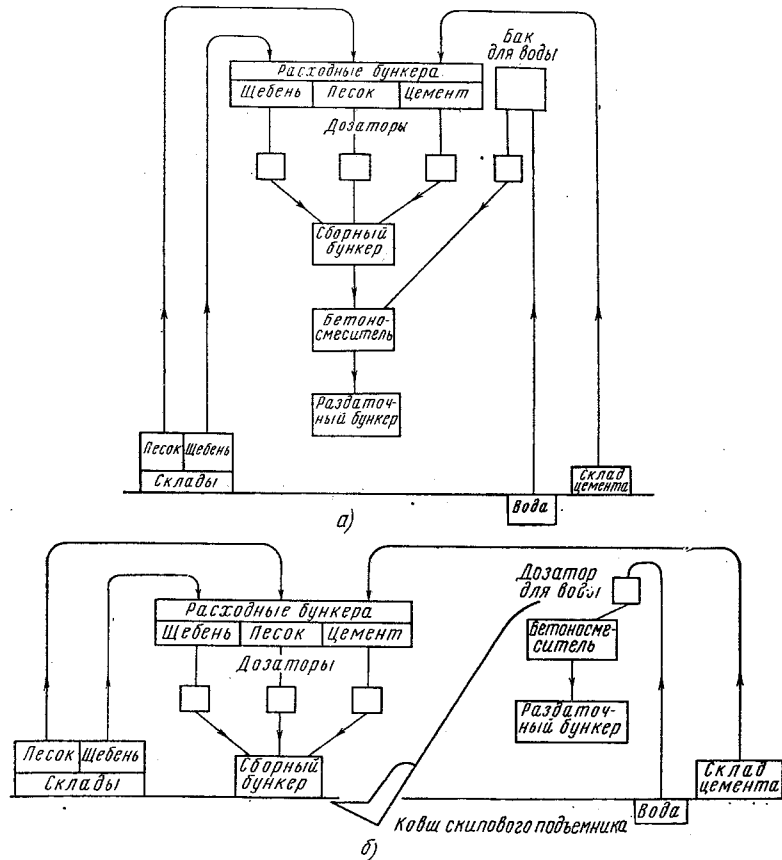 Бак
для воды
Расходные бункера
Щебень
Песок
Цемент
Дозаторы
Сборный
бункер
Бетоно-
смеситель
Раздаточ-
ный бункер
Песок
Щебень
Склады
Склад
цемента
Вода
а)
Дозатор
для воды
Расходные бункера
Щебень
Песок
Цемент
Бетоносме-
ситель
Дозаторы
Раздаточ-
ный бункер
Песок
Щебень
Склады
Сборный
бункер
Склад
цемента
Вода
Ковш скипового подъемника
б)